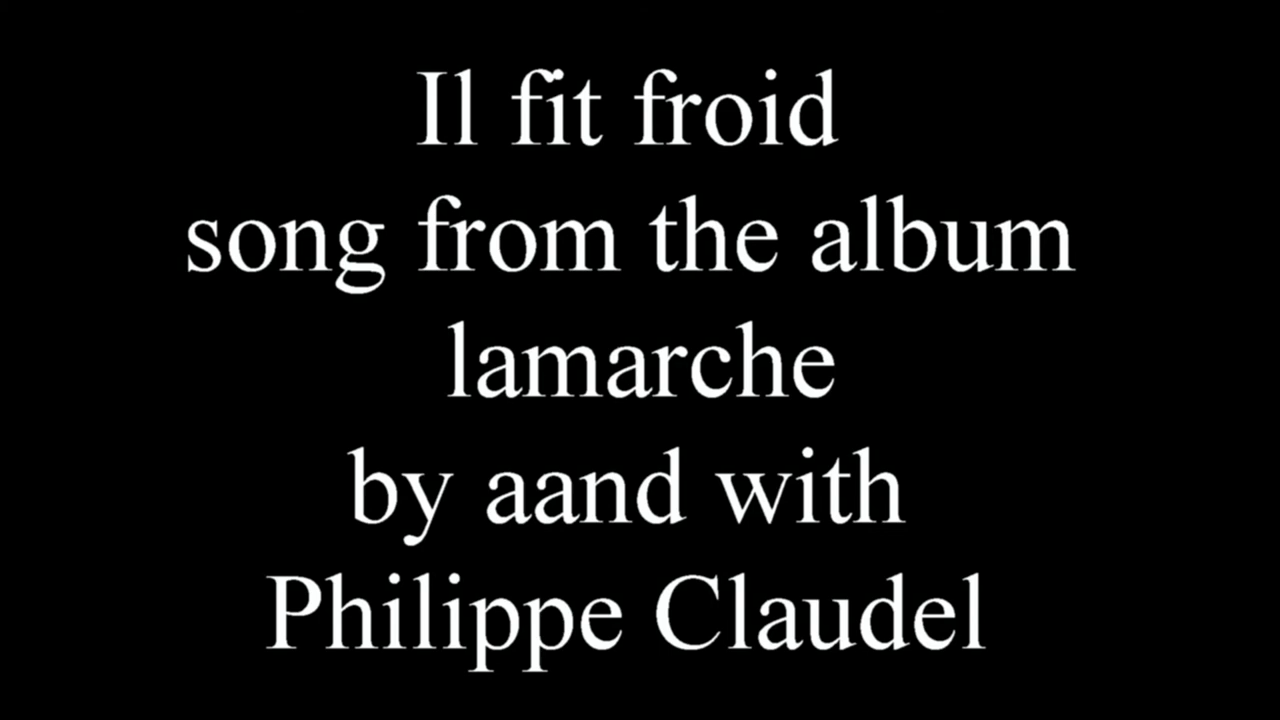 Il fit froid
song from the album
lamarche
by aand with
Philippe Claudel